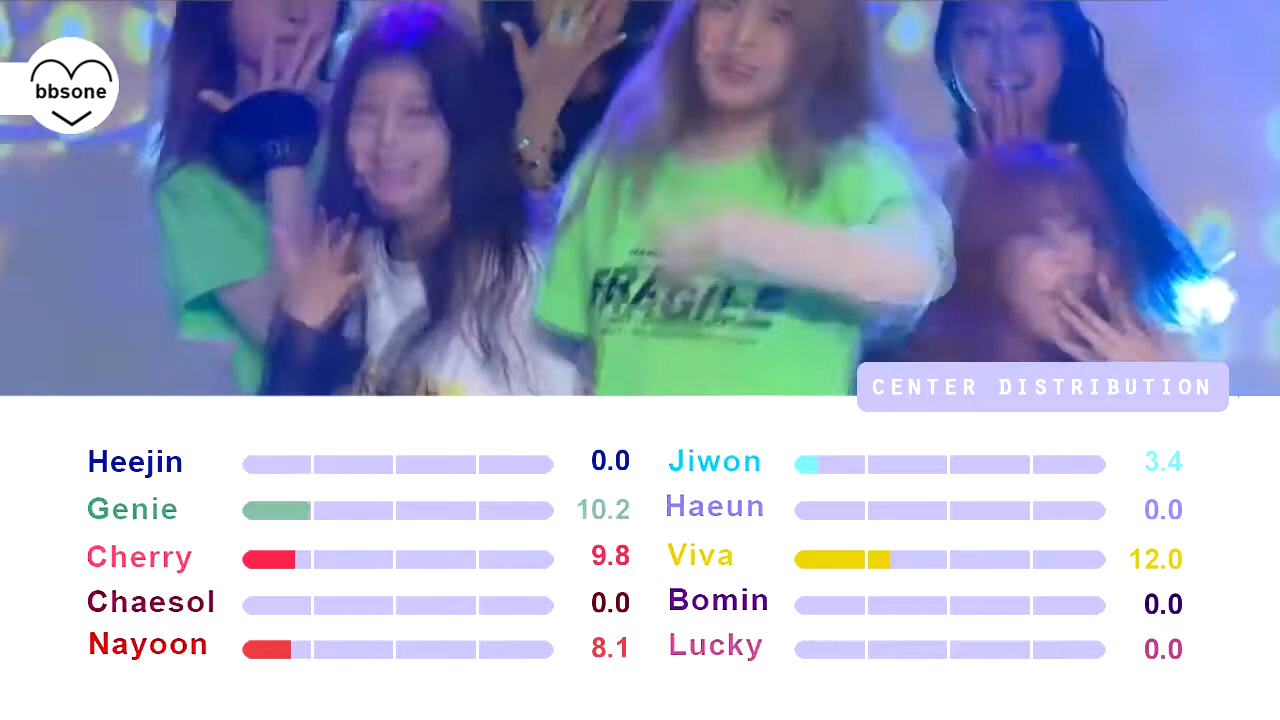 bbsone
FRAGILE
CENTER DISTRIBUTION
Heejin 0.0
Genie 10.2
Cherry 9.8
Chaesol 0.0
Nayoon 8.1
Jiwon 3.4
Haeun 0.0
Viva 12.0
Bomin 0.0
Lucky 0.0